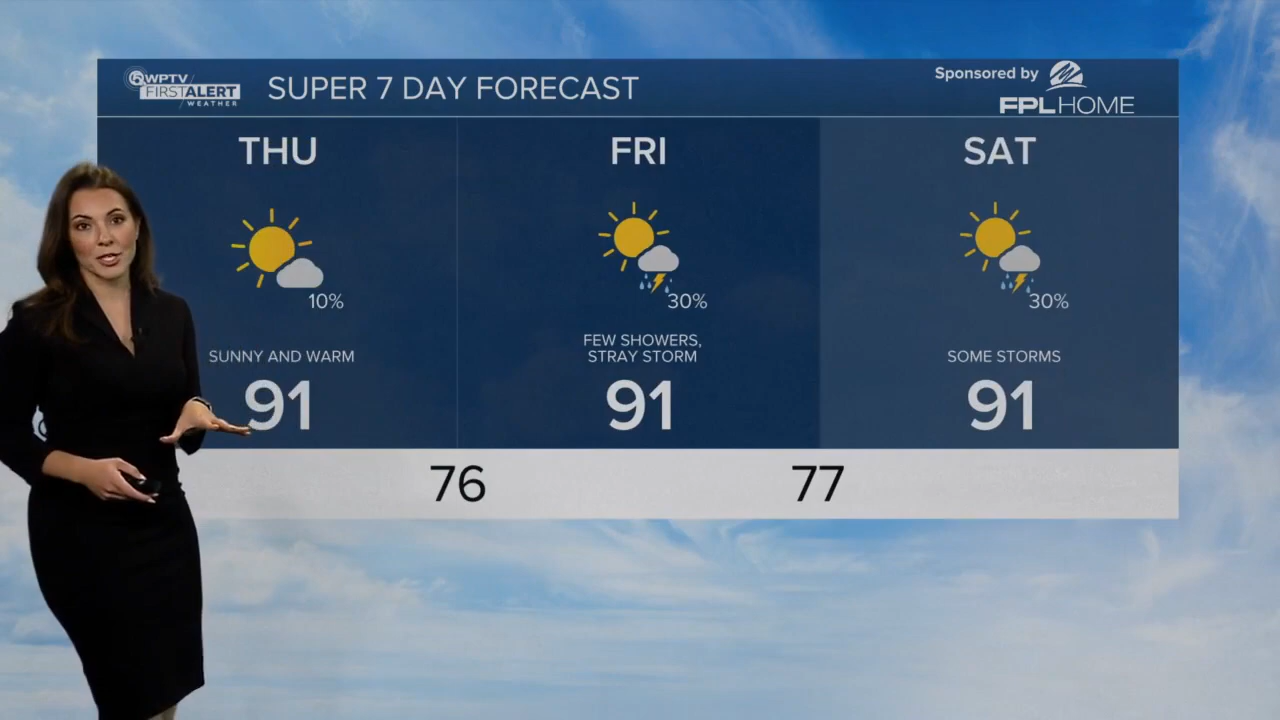 5 WPTV
FIRST ALERT
WEATHER
SUPER 7 DAY FORECAST
Sponsored by
FPL HOME
THU
FRI
SAT
10%
30%
30%
SUNNY AND WARM
FEW SHOWERS,
STRAY STORM
SOME STORMS
91
91
91
76
77